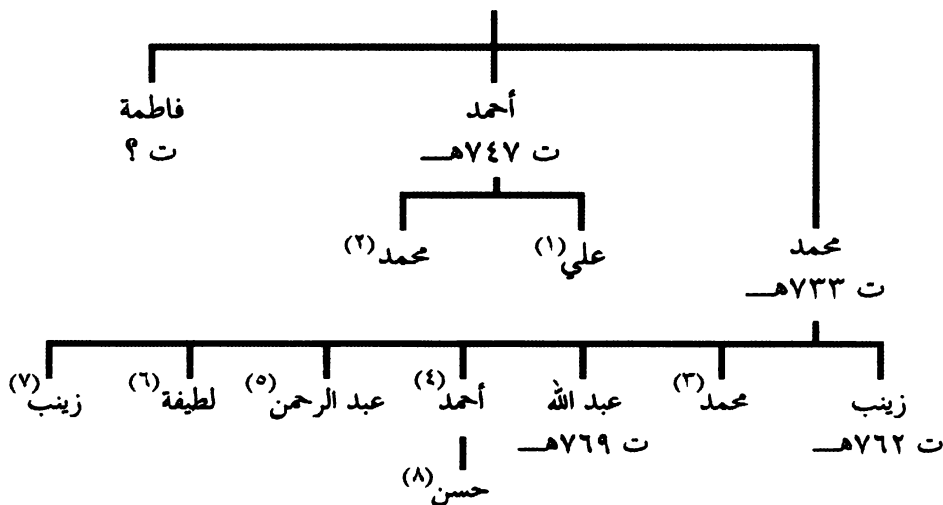 أحمد فاطمة
ت ٧٤٧هـ ت ؟
علي(١) محمد(٢)
محمد
ت ٧٣٣هـ
زينب محمد(٣) عبد الله أحمد(٤) عبد الرحمن(٥) لطيفة(٦) زينب(٧)
ت ٧٦٢هـ ت ٧٦٩هـ
حسن(٨)